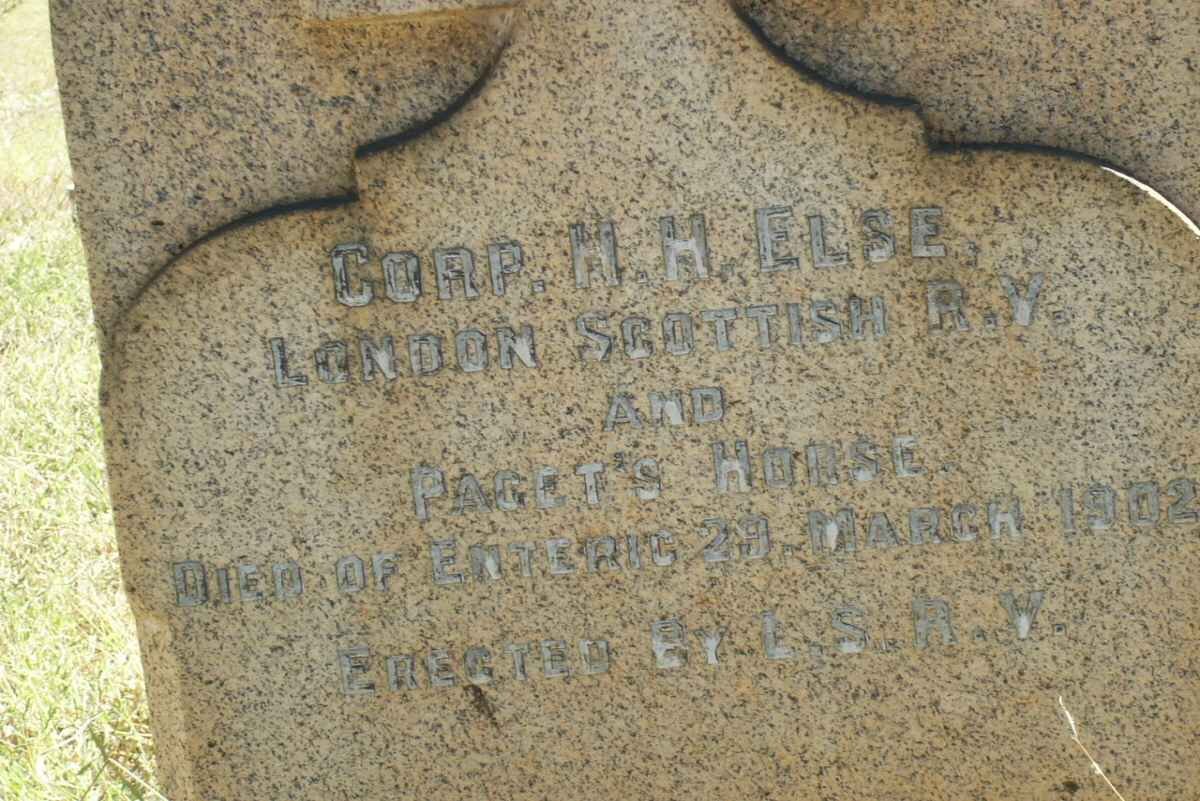 CORP. H. H. ELSE,
LONDON SCOTTISH R.V.
AND
PAGET'S HORSE.
DIED OF ENTERIC 29. MARCH 1902
ERECTED BY L.S.R.V.